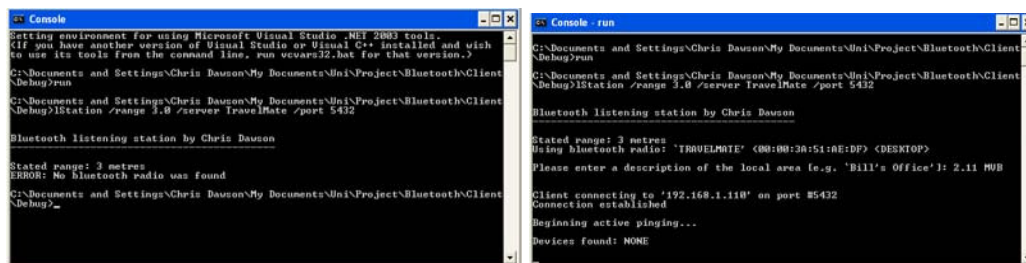 Console
Setting environment for using Microsoft Visual Studio .NET 2003 tools.
(If you have another version of Visual Studio or Visual C++ installed and wish
to use its tools from the command line, run vcvars32.bat for that version.)
C:\Documents and Settings\Chris Dawson\My Documents\Uni\Project\Bluetooth\Client
\Debug>run
C:\Documents and Settings\Chris Dawson\My Documents\Uni\Project\Bluetooth\Client
\Debug>lStation /range 3.0 /server TravelMate /port 5432
Bluetooth listening station by Chris Dawson
Stated range: 3 metres
ERROR: No bluetooth radio was found
C:\Documents and Settings\Chris Dawson\My Documents\Uni\Project\Bluetooth\Client
\Debug>_
Console - run
C:\Documents and Settings\Chris Dawson\My Documents\Uni\Project\Bluetooth\Client
\Debug>run
C:\Documents and Settings\Chris Dawson\My Documents\Uni\Project\Bluetooth\Client
\Debug>lStation /range 3.0 /server TravelMate /port 5432
Bluetooth listening station by Chris Dawson
Stated range: 3 metres
Using bluetooth radio: 'TRAVELMATE' <00:00:3A:51:AE:DF> <DESKTOP>
Please enter a description of the local area [e.g. 'Bill's Office']: 2.11 MVB
Client connecting to '192.168.1.110' on port #5432
Connection established
Beginning active pinging...
Devices found: NONE